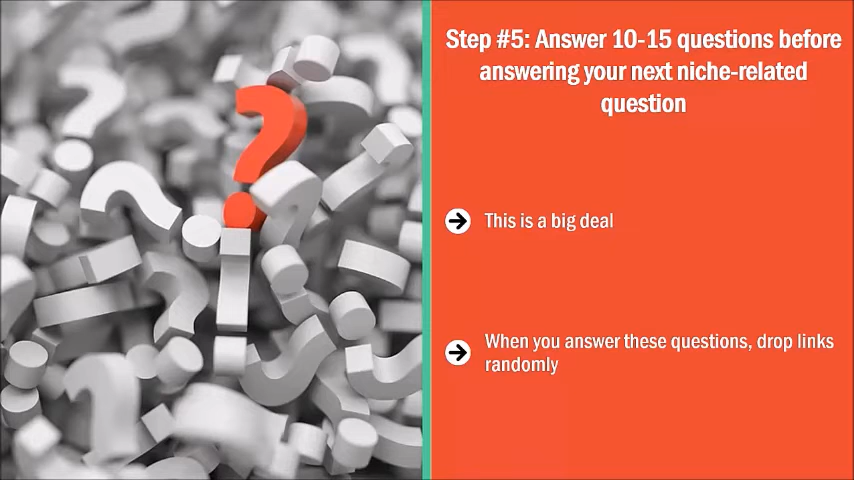 Step #5: Answer 10-15 questions before
answering your next niche-related
question
This is a big deal
When you answer these questions, drop links
randomly